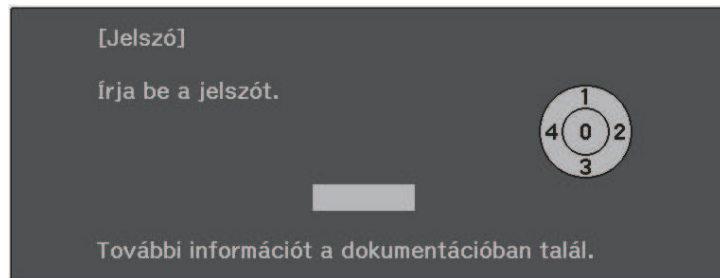 [Jelszó]
Írja be a jelszót.
1
4 0 2
3
További információt a dokumentációban talál.